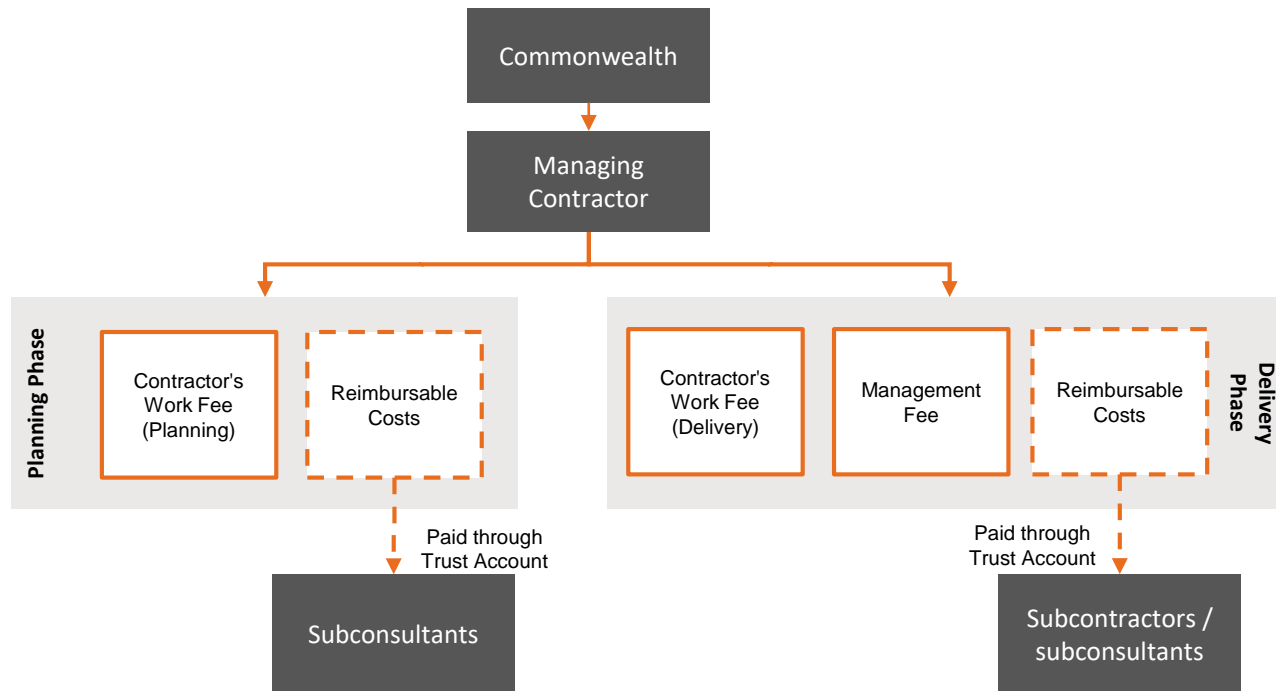 Commonwealth
Managing
Contractor
Planning Phase
Contractor's
Work Fee
(Planning)
Reimbursable
Costs
Contractor's
Work Fee
(Delivery)
Management
Fee
Reimbursable
Costs
Delivery
Phase
Paid through
Trust Account
Paid through
Trust Account
Subconsultants
Subcontractors /
subconsultants